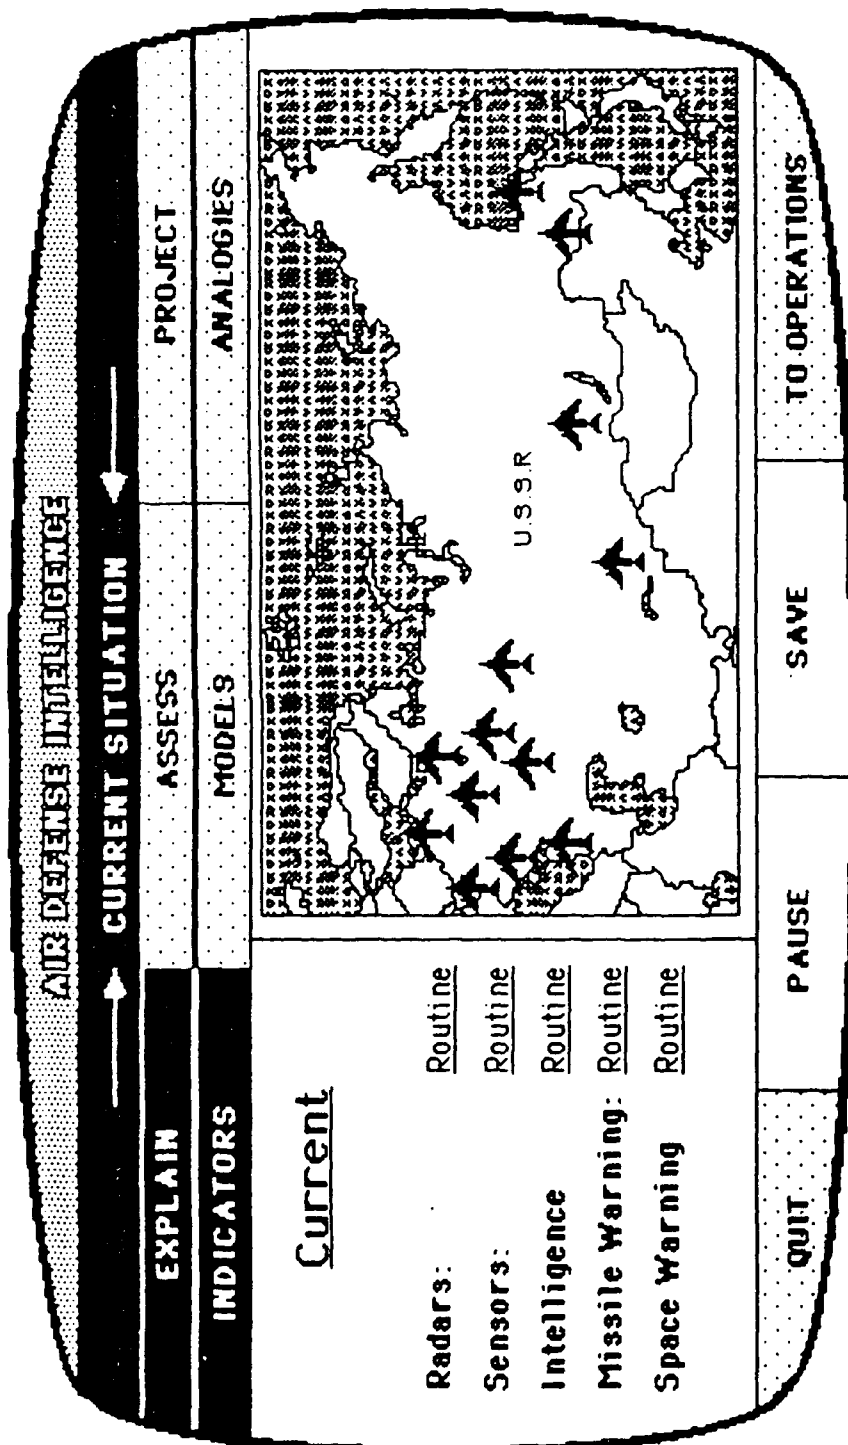 AIR DEFENSE INTELLIGENCE
CURRENT SITUATION
EXPLAIN ASSESS PROJECT
INDICATORS MODELS ANALOGIES
Current
Radars: Routine
Sensors: Routine
Intelligence Routine
Missile Warning: Routine
Space Warning Routine
U.S.S.R
QUIT PAUSE SAVE TO OPERATIONS